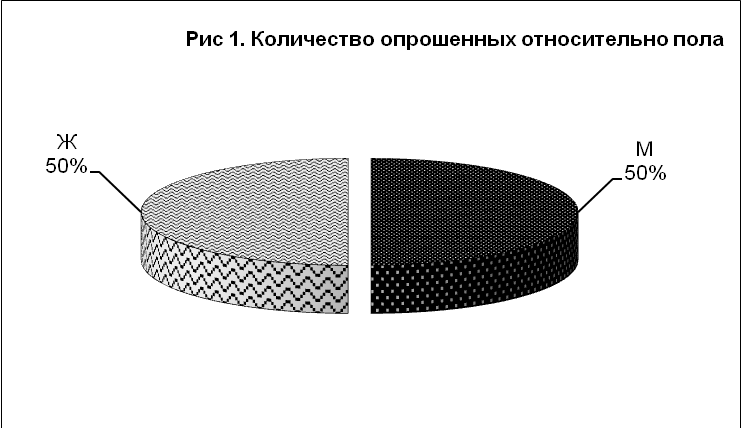 Рис 1. Количество опрошенных относительно пола
Ж
50%
М
50%